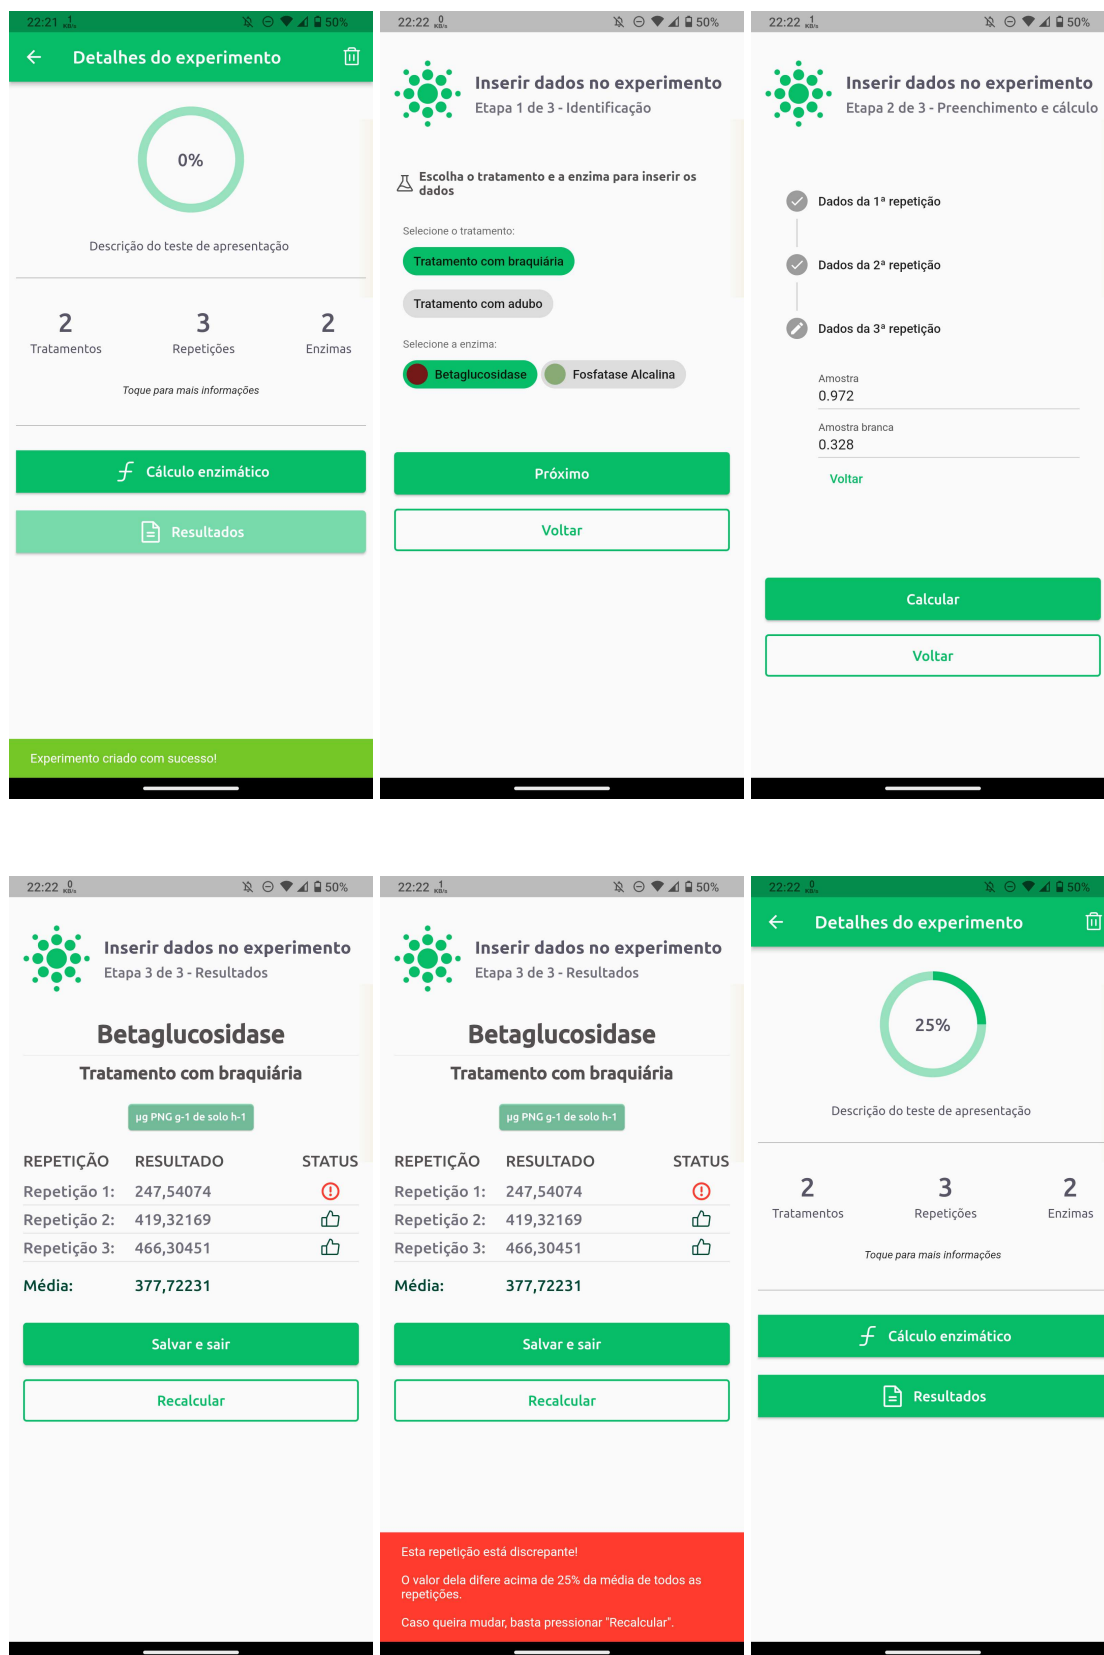 22:21 1 KB/s 50%
Detalhes do experimento
0%
Descrição do teste de apresentação
2 3 2
Tratamentos Repetições Enzimas
Toque para mais informações
Cálculo enzimático
Resultados
Experimento criado com sucesso!
22:22 0 KB/s 50%
Inserir dados no experimento
Etapa 1 de 3 - Identificação
Escolha o tratamento e a enzima para inserir os
dados
Selecione o tratamento:
Tratamento com braquiária
Tratamento com adubo
Selecione a enzima:
Betaglucosidase Fosfatase Alcalina
Próximo
Voltar
22:22 1 KB/s 50%
Inserir dados no experimento
Etapa 2 de 3 - Preenchimento e cálculo
Dados da 1ª repetição
Dados da 2ª repetição
Dados da 3ª repetição
Amostra
0.972
Amostra branca
0.328
Voltar
Calcular
Voltar
22:22 0 KB/s 50%
Inserir dados no experimento
Etapa 3 de 3 - Resultados
Betaglucosidase
Tratamento com braquiária
µg PNG g-1 de solo h-1
REPETIÇÃO RESULTADO STATUS
Repetição 1: 247,54074
Repetição 2: 419,32169
Repetição 3: 466,30451
Média: 377,72231
Salvar e sair
Recalcular
22:22 1 KB/s 50%
Inserir dados no experimento
Etapa 3 de 3 - Resultados
Betaglucosidase
Tratamento com braquiária
µg PNG g-1 de solo h-1
REPETIÇÃO RESULTADO STATUS
Repetição 1: 247,54074
Repetição 2: 419,32169
Repetição 3: 466,30451
Média: 377,72231
Salvar e sair
Recalcular
Esta repetição está discrepante!
O valor dela difere acima de 25% da média de todos as
repetições.
Caso queira mudar, basta pressionar "Recalcular".
22:22 0 KB/s 50%
Detalhes do experimento
25%
Descrição do teste de apresentação
2 3 2
Tratamentos Repetições Enzimas
Toque para mais informações
Cálculo enzimático
Resultados